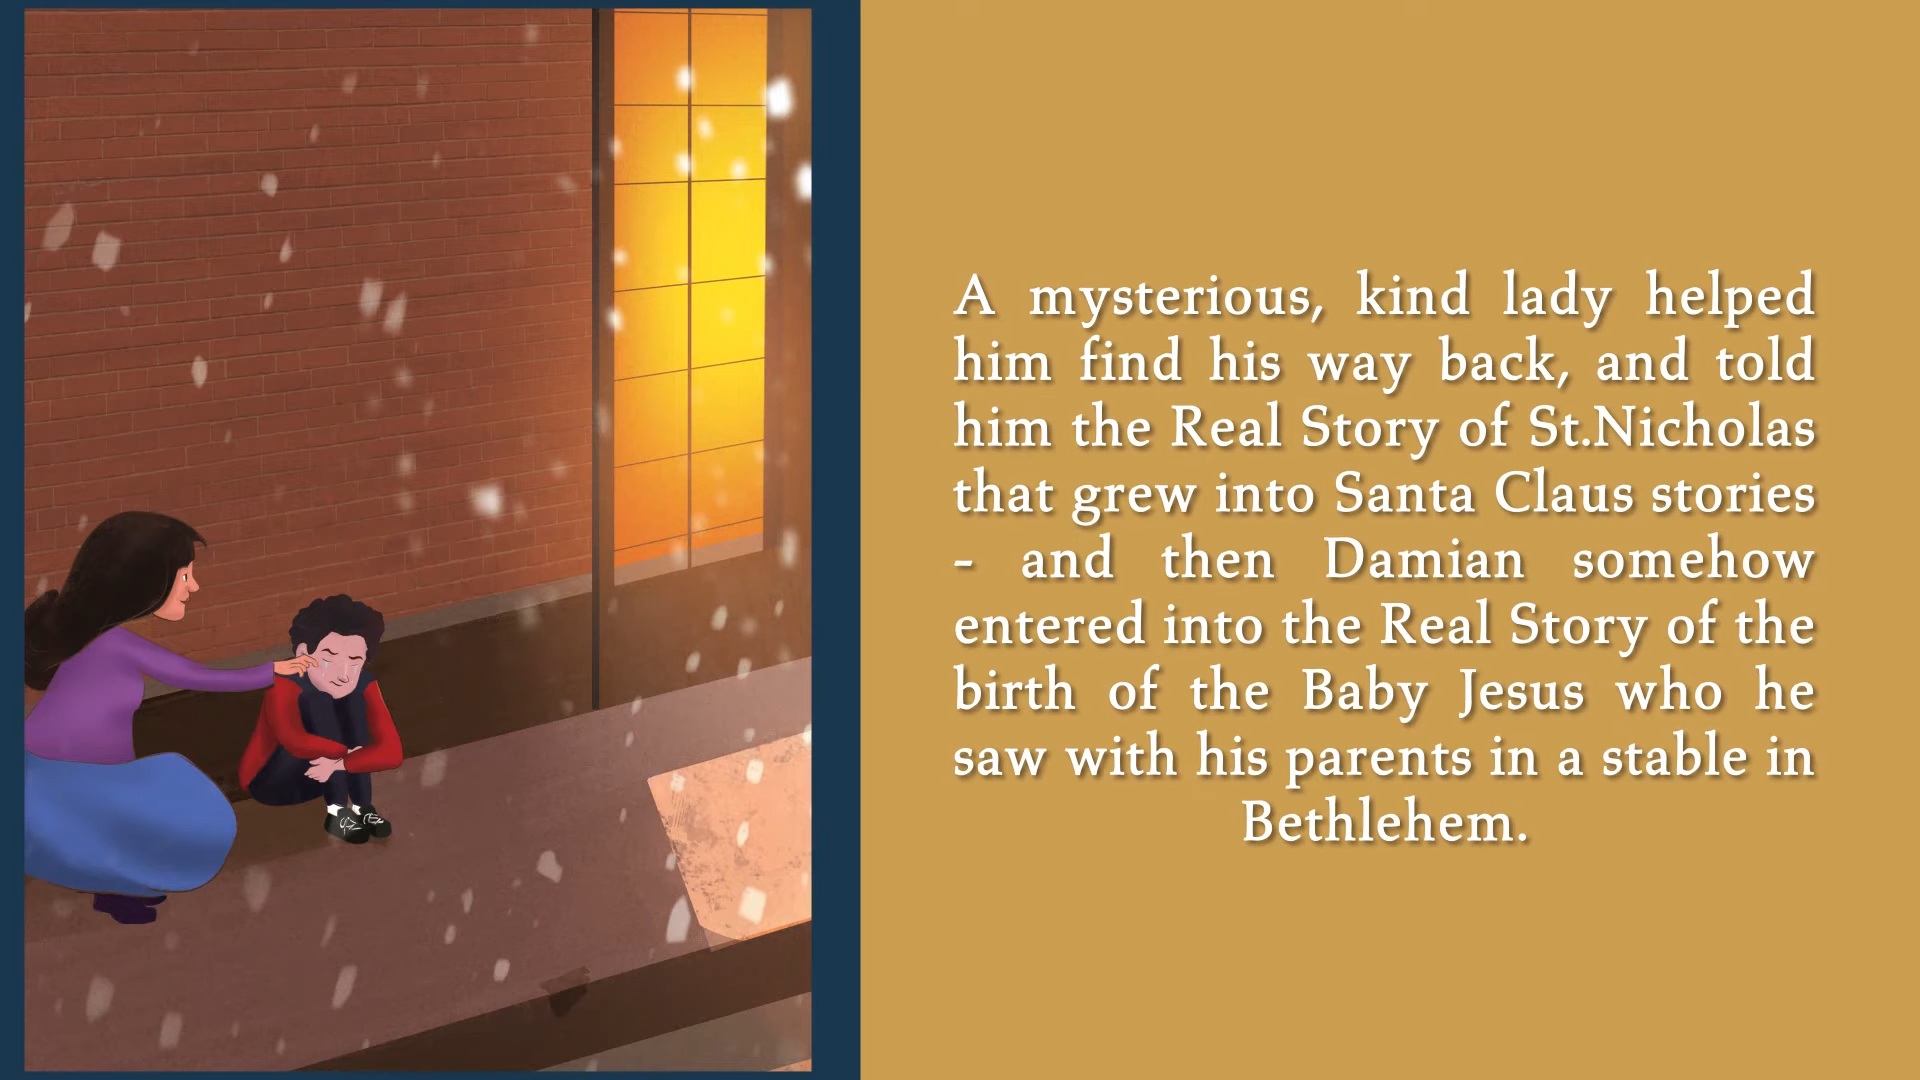 A mysterious, kind lady helped
him find his way back, and told
him the Real Story of St.Nicholas
that grew into Santa Claus stories
- and then Damian somehow
entered into the Real Story of the
birth of the Baby Jesus who he
saw with his parents in a stable in
Bethlehem.